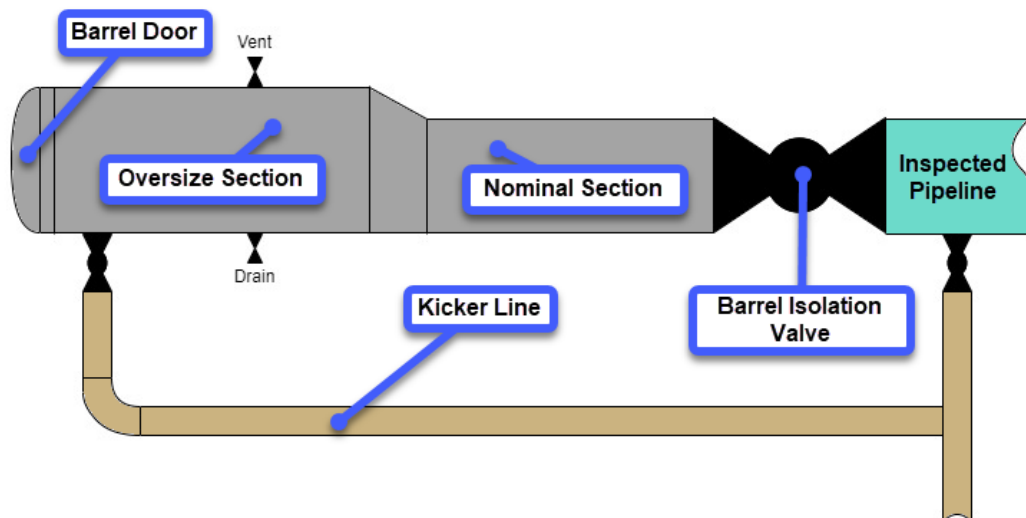 Barrel Door
Vent
Oversize Section
Nominal Section
Inspected
Pipeline
Drain
Kicker Line
Barrel Isolation
Valve